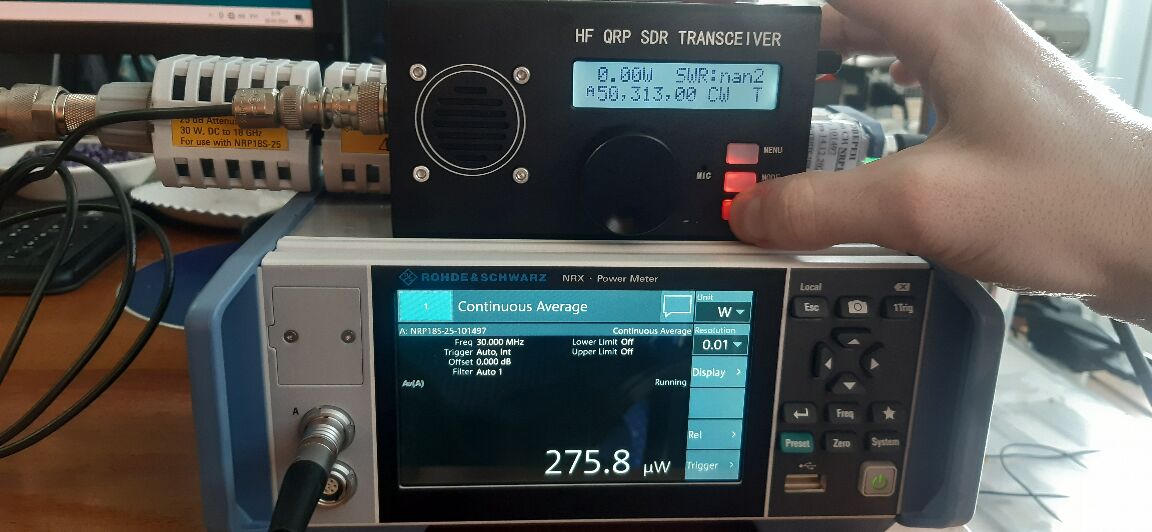 HF QRP SDR TRANSCEIVER
0.00W SWR:nan2
A50,313,00 CW T
MENU
MIC
25 dB
30 W, DC to 18 GHz
For use with NRP18S-25
ROHDE&SCHWARZ NRX · Power Meter
1 Continuous Average
Unit
W
A: NRP18S-25-101497 Continuous Average
Resolution
0.01
Freq 30.000 MHz
Trigger Auto, Int
Offset 0.000 dB
Filter Auto 1
Lower Limit Off
Upper Limit Off
Av(A)
Running
Display
Rel
Trigger
275.8 µW
A
Local
Esc
1Trig
Freq
Preset
Zero
System